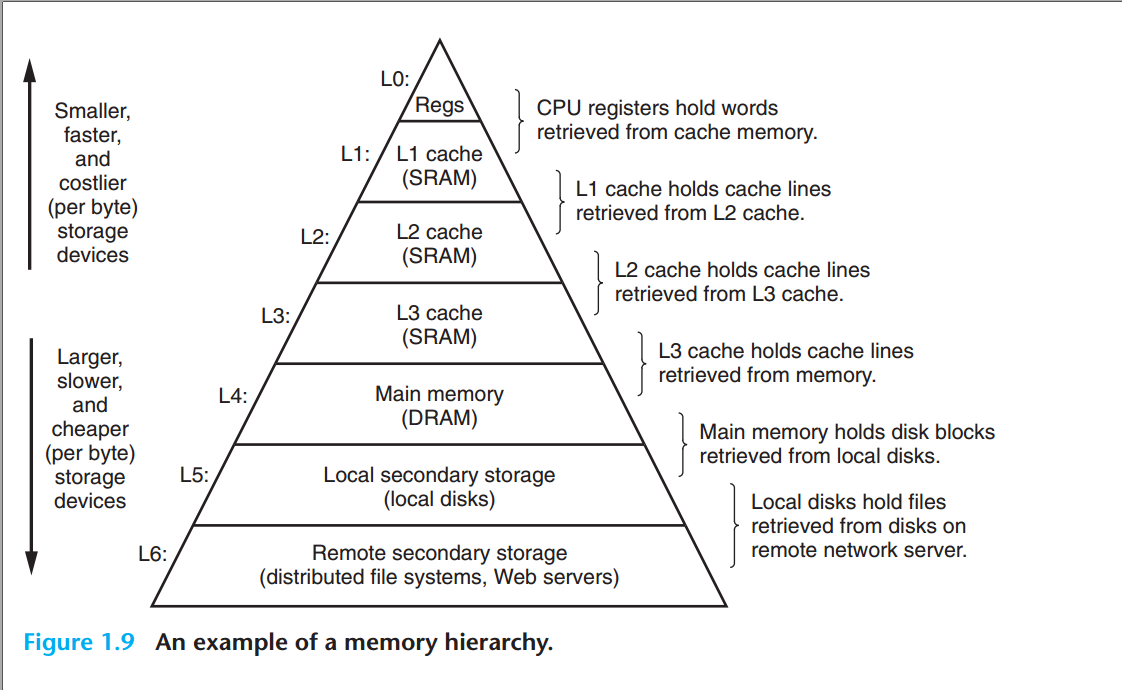 L0:
Regs
CPU registers hold words
retrieved from cache memory.
Smaller,
faster,
and
costlier
(per byte)
storage
devices
L1:
L1 cache
(SRAM)
L1 cache holds cache lines
retrieved from L2 cache.
L2:
L2 cache
(SRAM)
L2 cache holds cache lines
retrieved from L3 cache.
L3:
L3 cache
(SRAM)
L3 cache holds cache lines
retrieved from memory.
Larger,
slower,
and
cheaper
(per byte)
storage
devices
L4:
Main memory
(DRAM)
Main memory holds disk blocks
retrieved from local disks.
L5:
Local secondary storage
(local disks)
Local disks hold files
retrieved from disks on
remote network server.
L6:
Remote secondary storage
(distributed file systems, Web servers)
Figure 1.9 An example of a memory hierarchy.